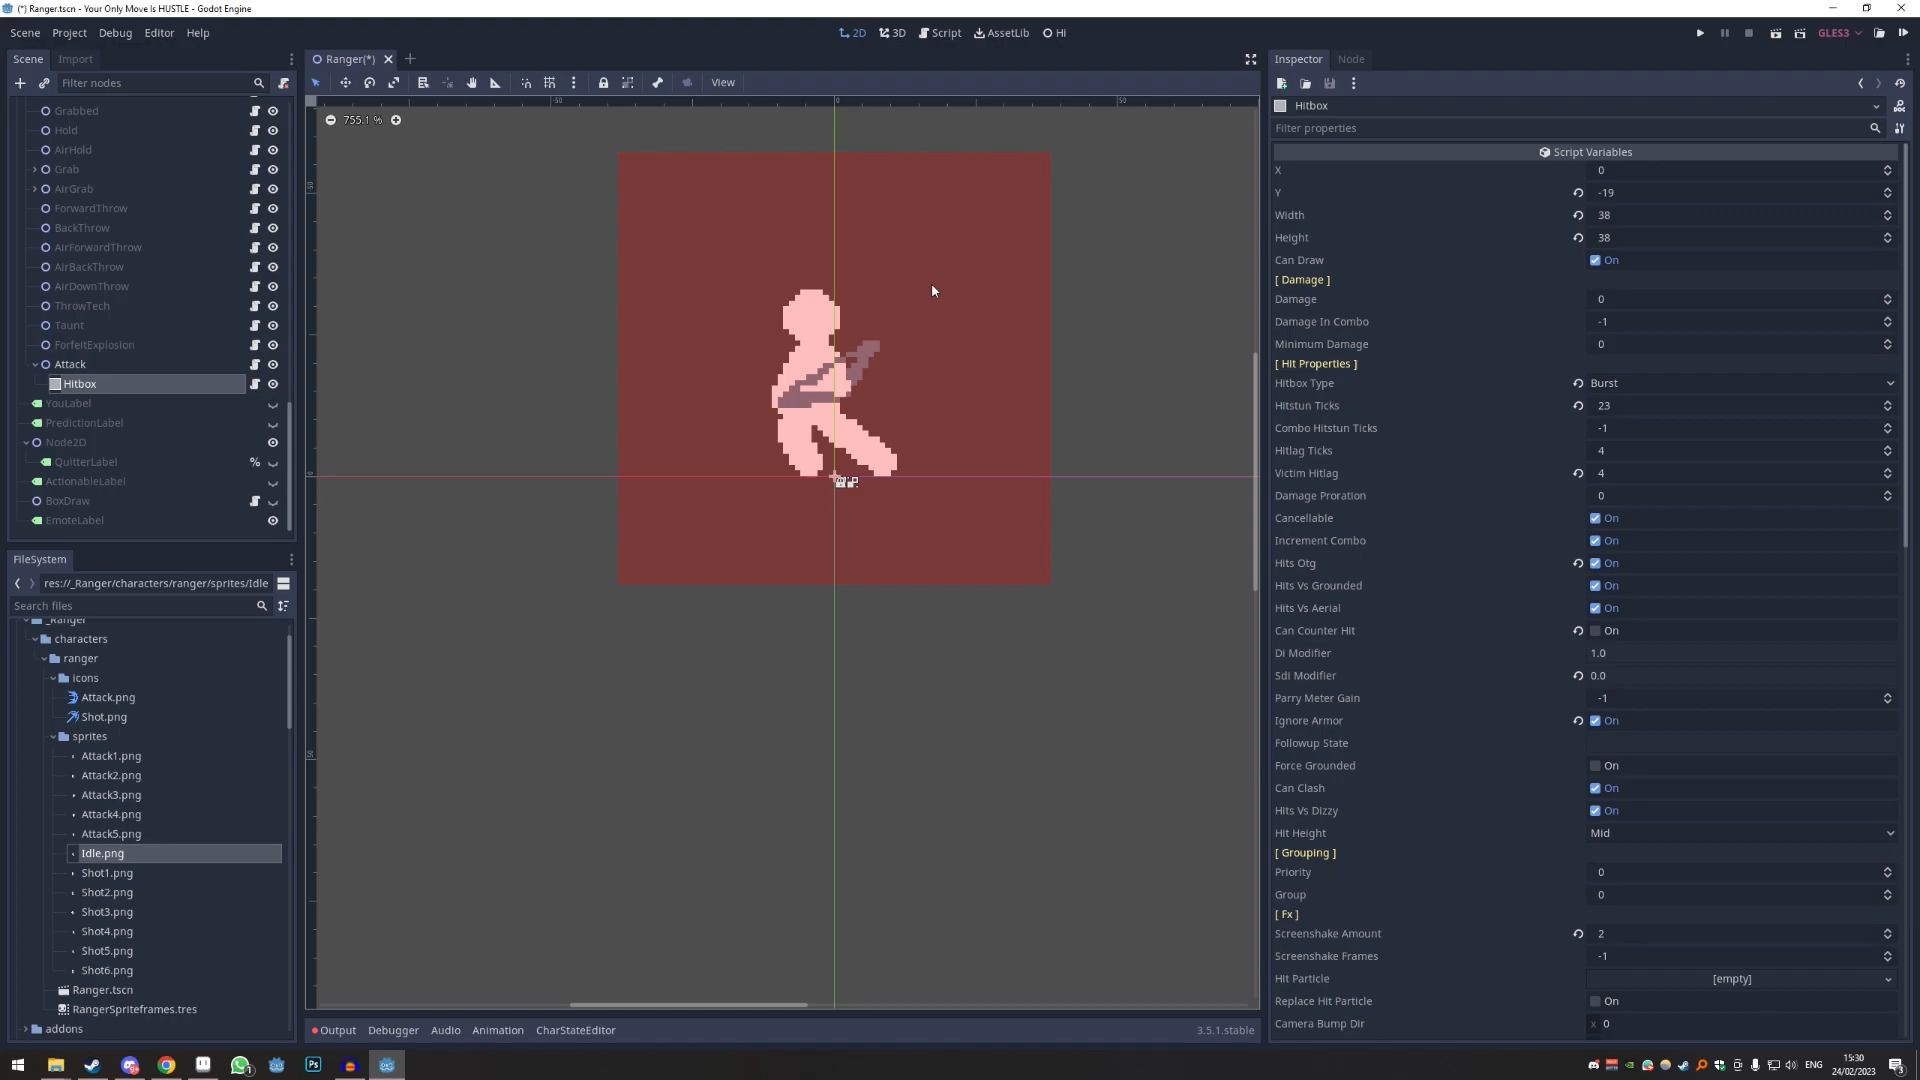 (*) Ranger.tscn - Your Only Move Is HUSTLE - Godot Engine
Scene Project Debug Editor Help
2D 3D Script AssetLib Hi
GLES3
Scene Import
Filter nodes
Grabbed
Hold
AirHold
Grab
AirGrab
ForwardThrow
BackThrow
AirForwardThrow
AirBackThrow
AirDownThrow
ThrowTech
Taunt
ForfeitExplosion
Attack
Hitbox
YouLabel
PredictionLabel
Node2D
QuitterLabel %
ActionableLabel
BoxDraw
EmoteLabel
FileSystem
res://_Ranger/characters/ranger/sprites/Idle
Search files
_Ranger
characters
ranger
icons
Attack.png
Shot.png
sprites
Attack1.png
Attack2.png
Attack3.png
Attack4.png
Attack5.png
Idle.png
Shot1.png
Shot2.png
Shot3.png
Shot4.png
Shot5.png
Shot6.png
Ranger.tscn
RangerSpriteframes.tres
addons
Ranger(*)
View
-50 0 50
755.1 %
-50
0
50
Output Debugger Audio Animation CharStateEditor 3.5.1.stable
Inspector Node
Hitbox
Filter properties
Script Variables
X 0
Y -19
Width 38
Height 38
Can Draw On
[ Damage ]
Damage 0
Damage In Combo -1
Minimum Damage 0
[ Hit Properties ]
Hitbox Type Burst
Hitstun Ticks 23
Combo Hitstun Ticks -1
Hitlag Ticks 4
Victim Hitlag 4
Damage Proration 0
Cancellable On
Increment Combo On
Hits Otg On
Hits Vs Grounded On
Hits Vs Aerial On
Can Counter Hit On
Di Modifier 1.0
Sdi Modifier 0.0
Parry Meter Gain -1
Ignore Armor On
Followup State
Force Grounded On
Can Clash On
Hits Vs Dizzy On
Hit Height Mid
[ Grouping ]
Priority 0
Group 0
[ Fx ]
Screenshake Amount 2
Screenshake Frames -1
Hit Particle [empty]
Replace Hit Particle On
Camera Bump Dir x 0
ENG
15:30
24/02/2023